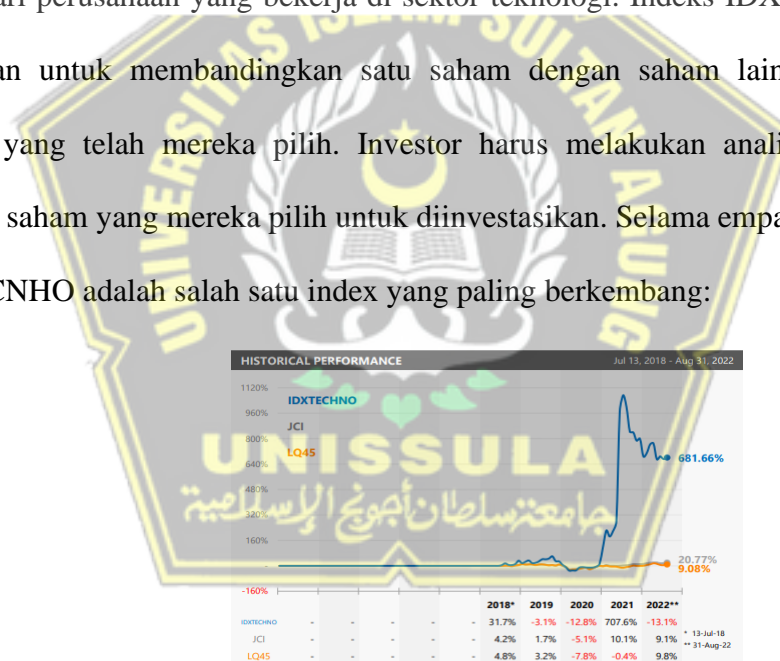 ari perusahaan yang bekerja di sektor teknologi. Indeks IDX
an untuk membandingkan satu saham dengan saham lain
yang telah mereka pilih. Investor harus melakukan anali
saham yang mereka pilih untuk diinvestasikan. Selama empa
CNHO adalah salah satu index yang paling berkembang:
UNIVERSITAS ISLAM SULTAN AGUNG
HISTORICAL PERFORMANCE Jul 13, 2018 - Aug 31, 2022
1120%
IDXTECHNO
960%
JCI
800%
LQ45
640%
681.66%
480%
320%
160%
-
20.77%
9.08%
-160%
UNISSULA
جامعتنسلطان أجونج الإسلامية
2018* 2019 2020 2021 2022**
IDXTECHNO - - - - - 31.7% -3.1% -12.8% 707.6% -13.1%
JCI - - - - - 4.2% 1.7% -5.1% 10.1% 9.1%
LQ45 - - - - - 4.8% 3.2% -7.8% -0.4% 9.8%
* 13-Jul-18
** 31-Aug-22